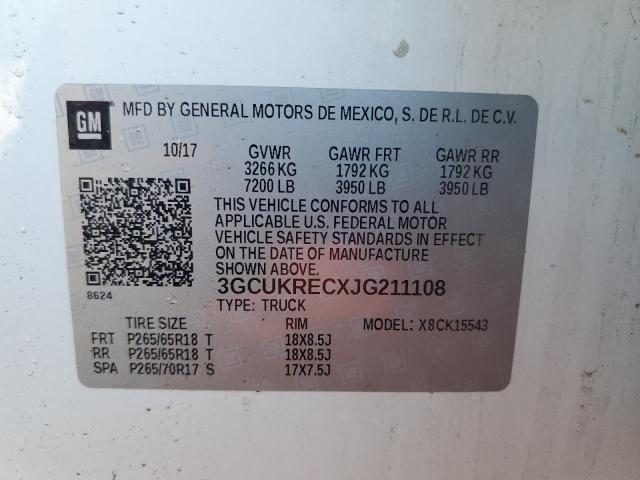 GM MFD BY GENERAL MOTORS DE MEXICO, S. DE R.L. DE C.V.
10/17 GVWR GAWR FRT GAWR RR
3266 KG 1792 KG 1792 KG
7200 LB 3950 LB 3950 LB
THIS VEHICLE CONFORMS TO ALL
APPLICABLE U.S. FEDERAL MOTOR
VEHICLE SAFETY STANDARDS IN EFFECT
ON THE DATE OF MANUFACTURE
SHOWN ABOVE.
8624
3GCUKRECXJG211108
TYPE: TRUCK
TIRE SIZE RIM MODEL: X8CK15543
FRT P265/65R18 T 18X8.5J
RR P265/65R18 T 18X8.5J
SPA P265/70R17 S 17X7.5J